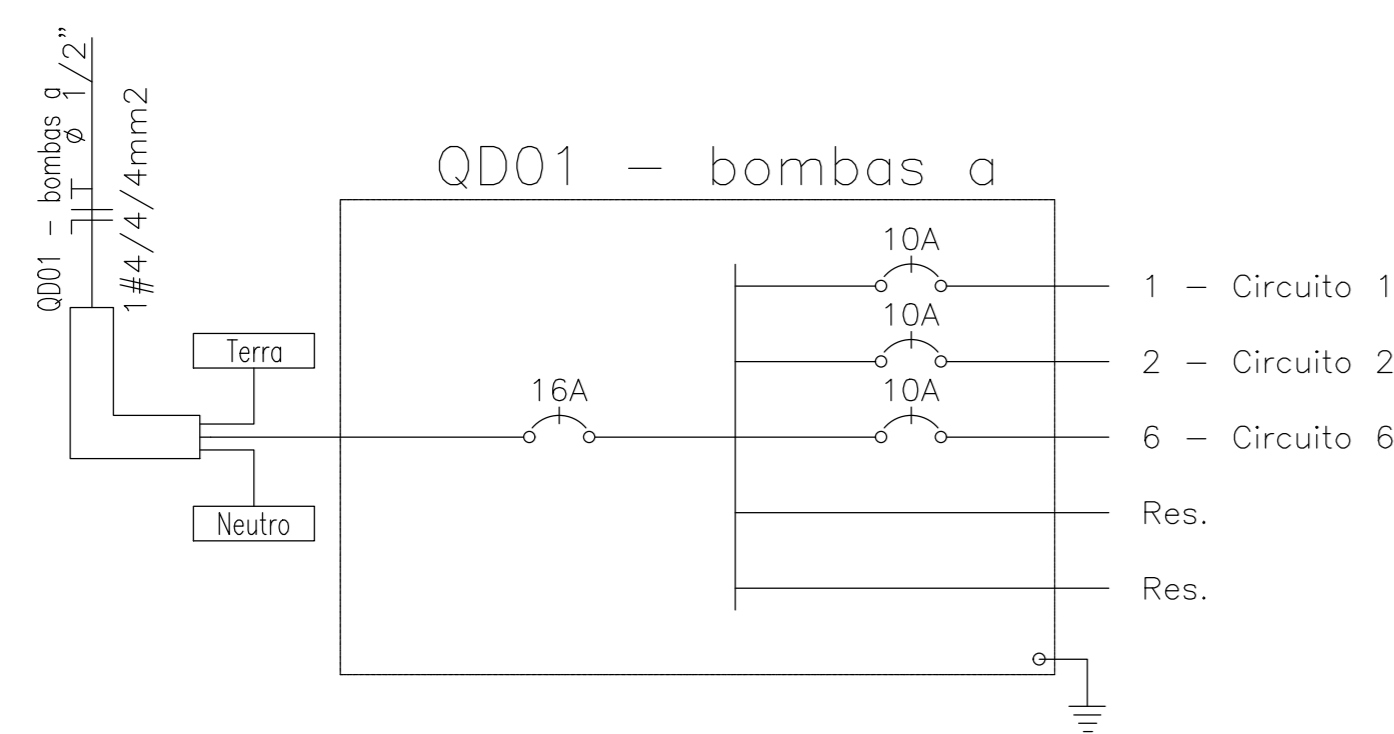 QD01 - bombas a
ø 1/2"
1#4/4/4mm2
QD01 - bombas a
10A
1 - Circuito 1
10A
2 - Circuito 2
Terra
16A
10A
6 - Circuito 6
Neutro
Res.
Res.